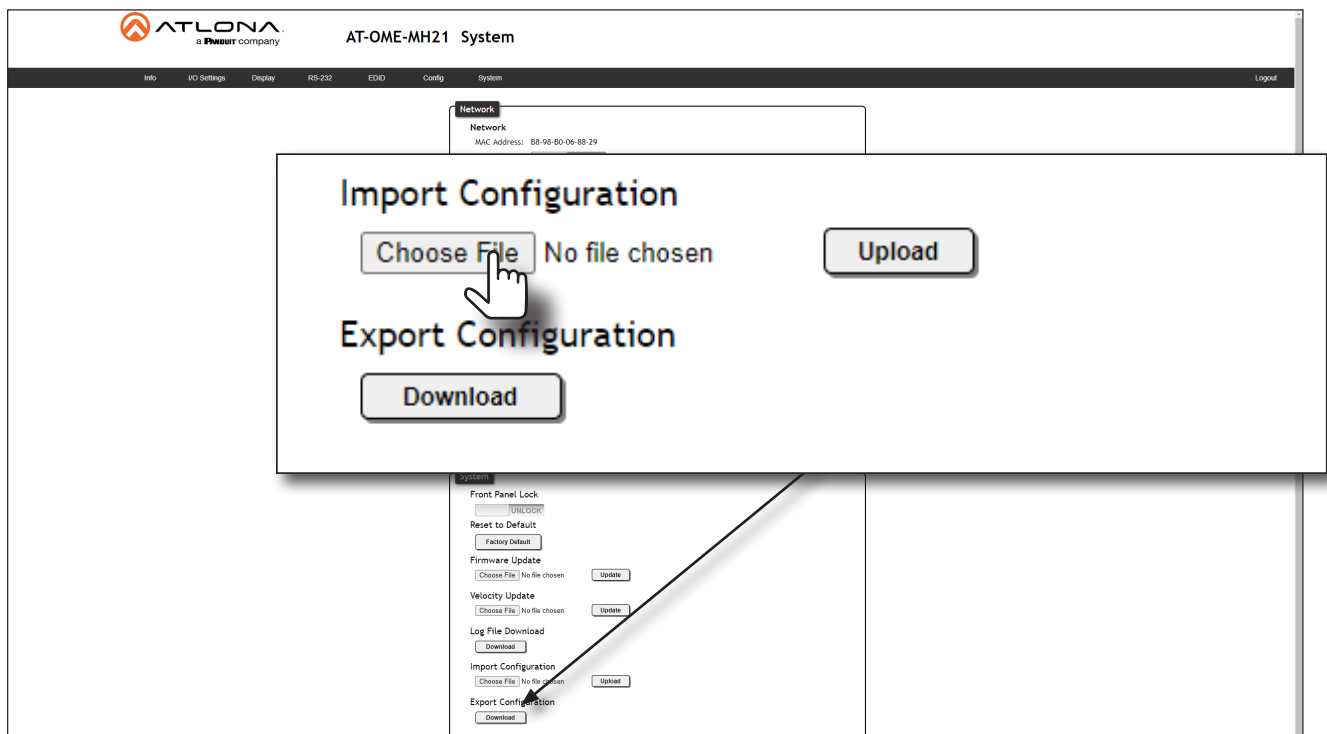 ATLONA.
a PANDUIT company
AT-OME-MH21 System
Info I/O Settings Display RS-232 EDID Config System Logout
Network
Network
MAC Address: B8-98-B0-06-88-29
Import Configuration
Choose File No file chosen Upload
Export Configuration
Download
System
Front Panel Lock
UNLOCK
Reset to Default
Factory Default
Firmware Update
Choose File No file chosen Update
Velocity Update
Choose File No file chosen Update
Log File Download
Download
Import Configuration
Choose File No file chosen Upload
Export Configuration
Download